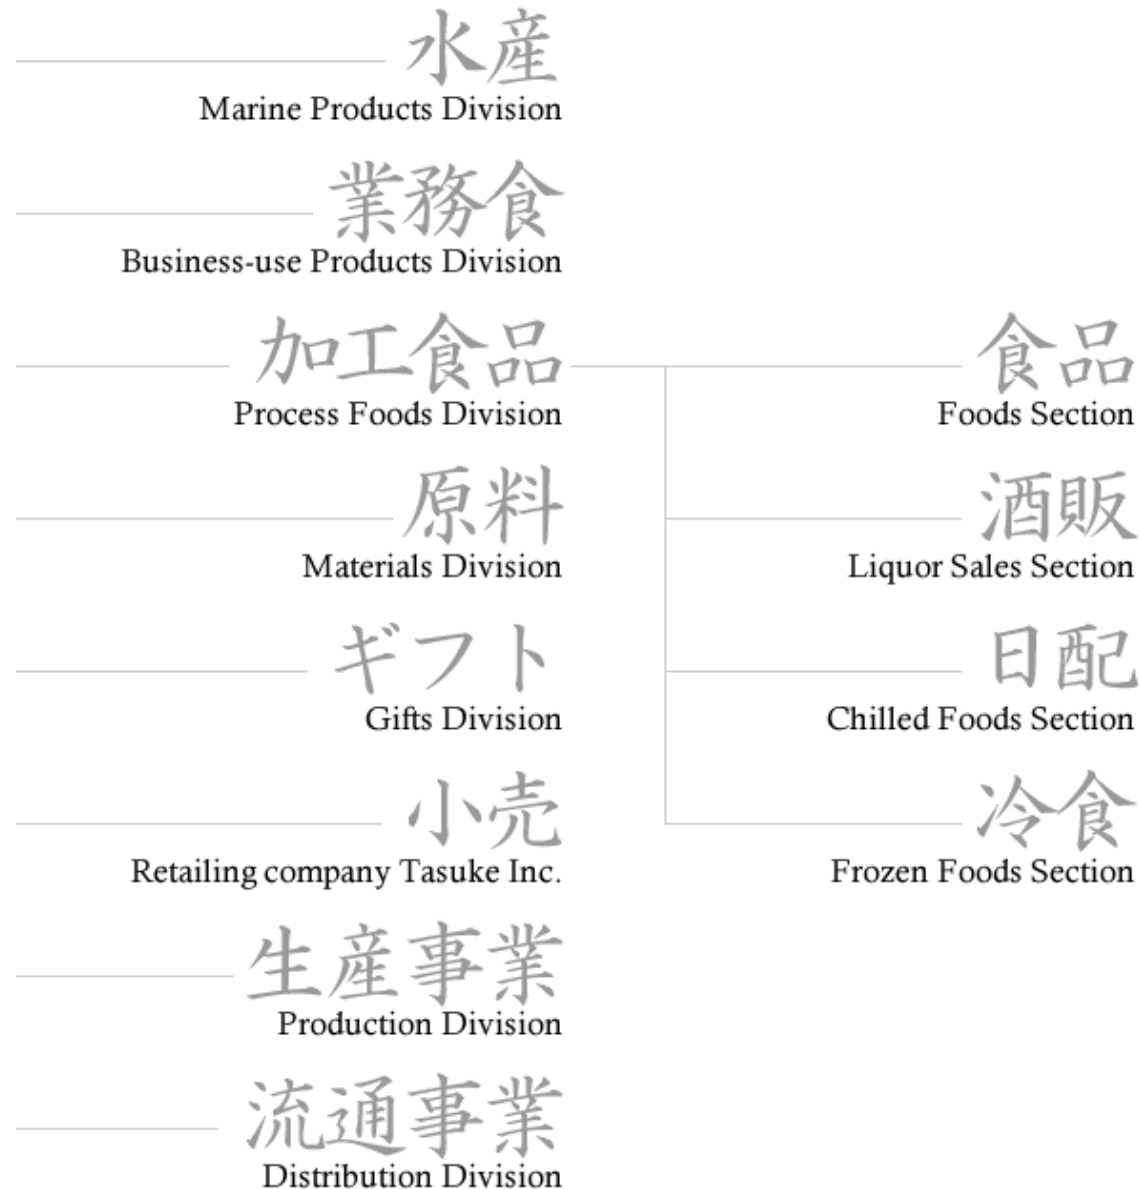 水産
Marine Products Division
業務食
Business-use Products Division
加工食品
Process Foods Division
原料
Materials Division
ギフト
Gifts Division
小売
Retailing company Tasuke Inc.
生産事業
Production Division
流通事業
Distribution Division
食品
Foods Section
酒販
Liquor Sales Section
日配
Chilled Foods Section
冷食
Frozen Foods Section